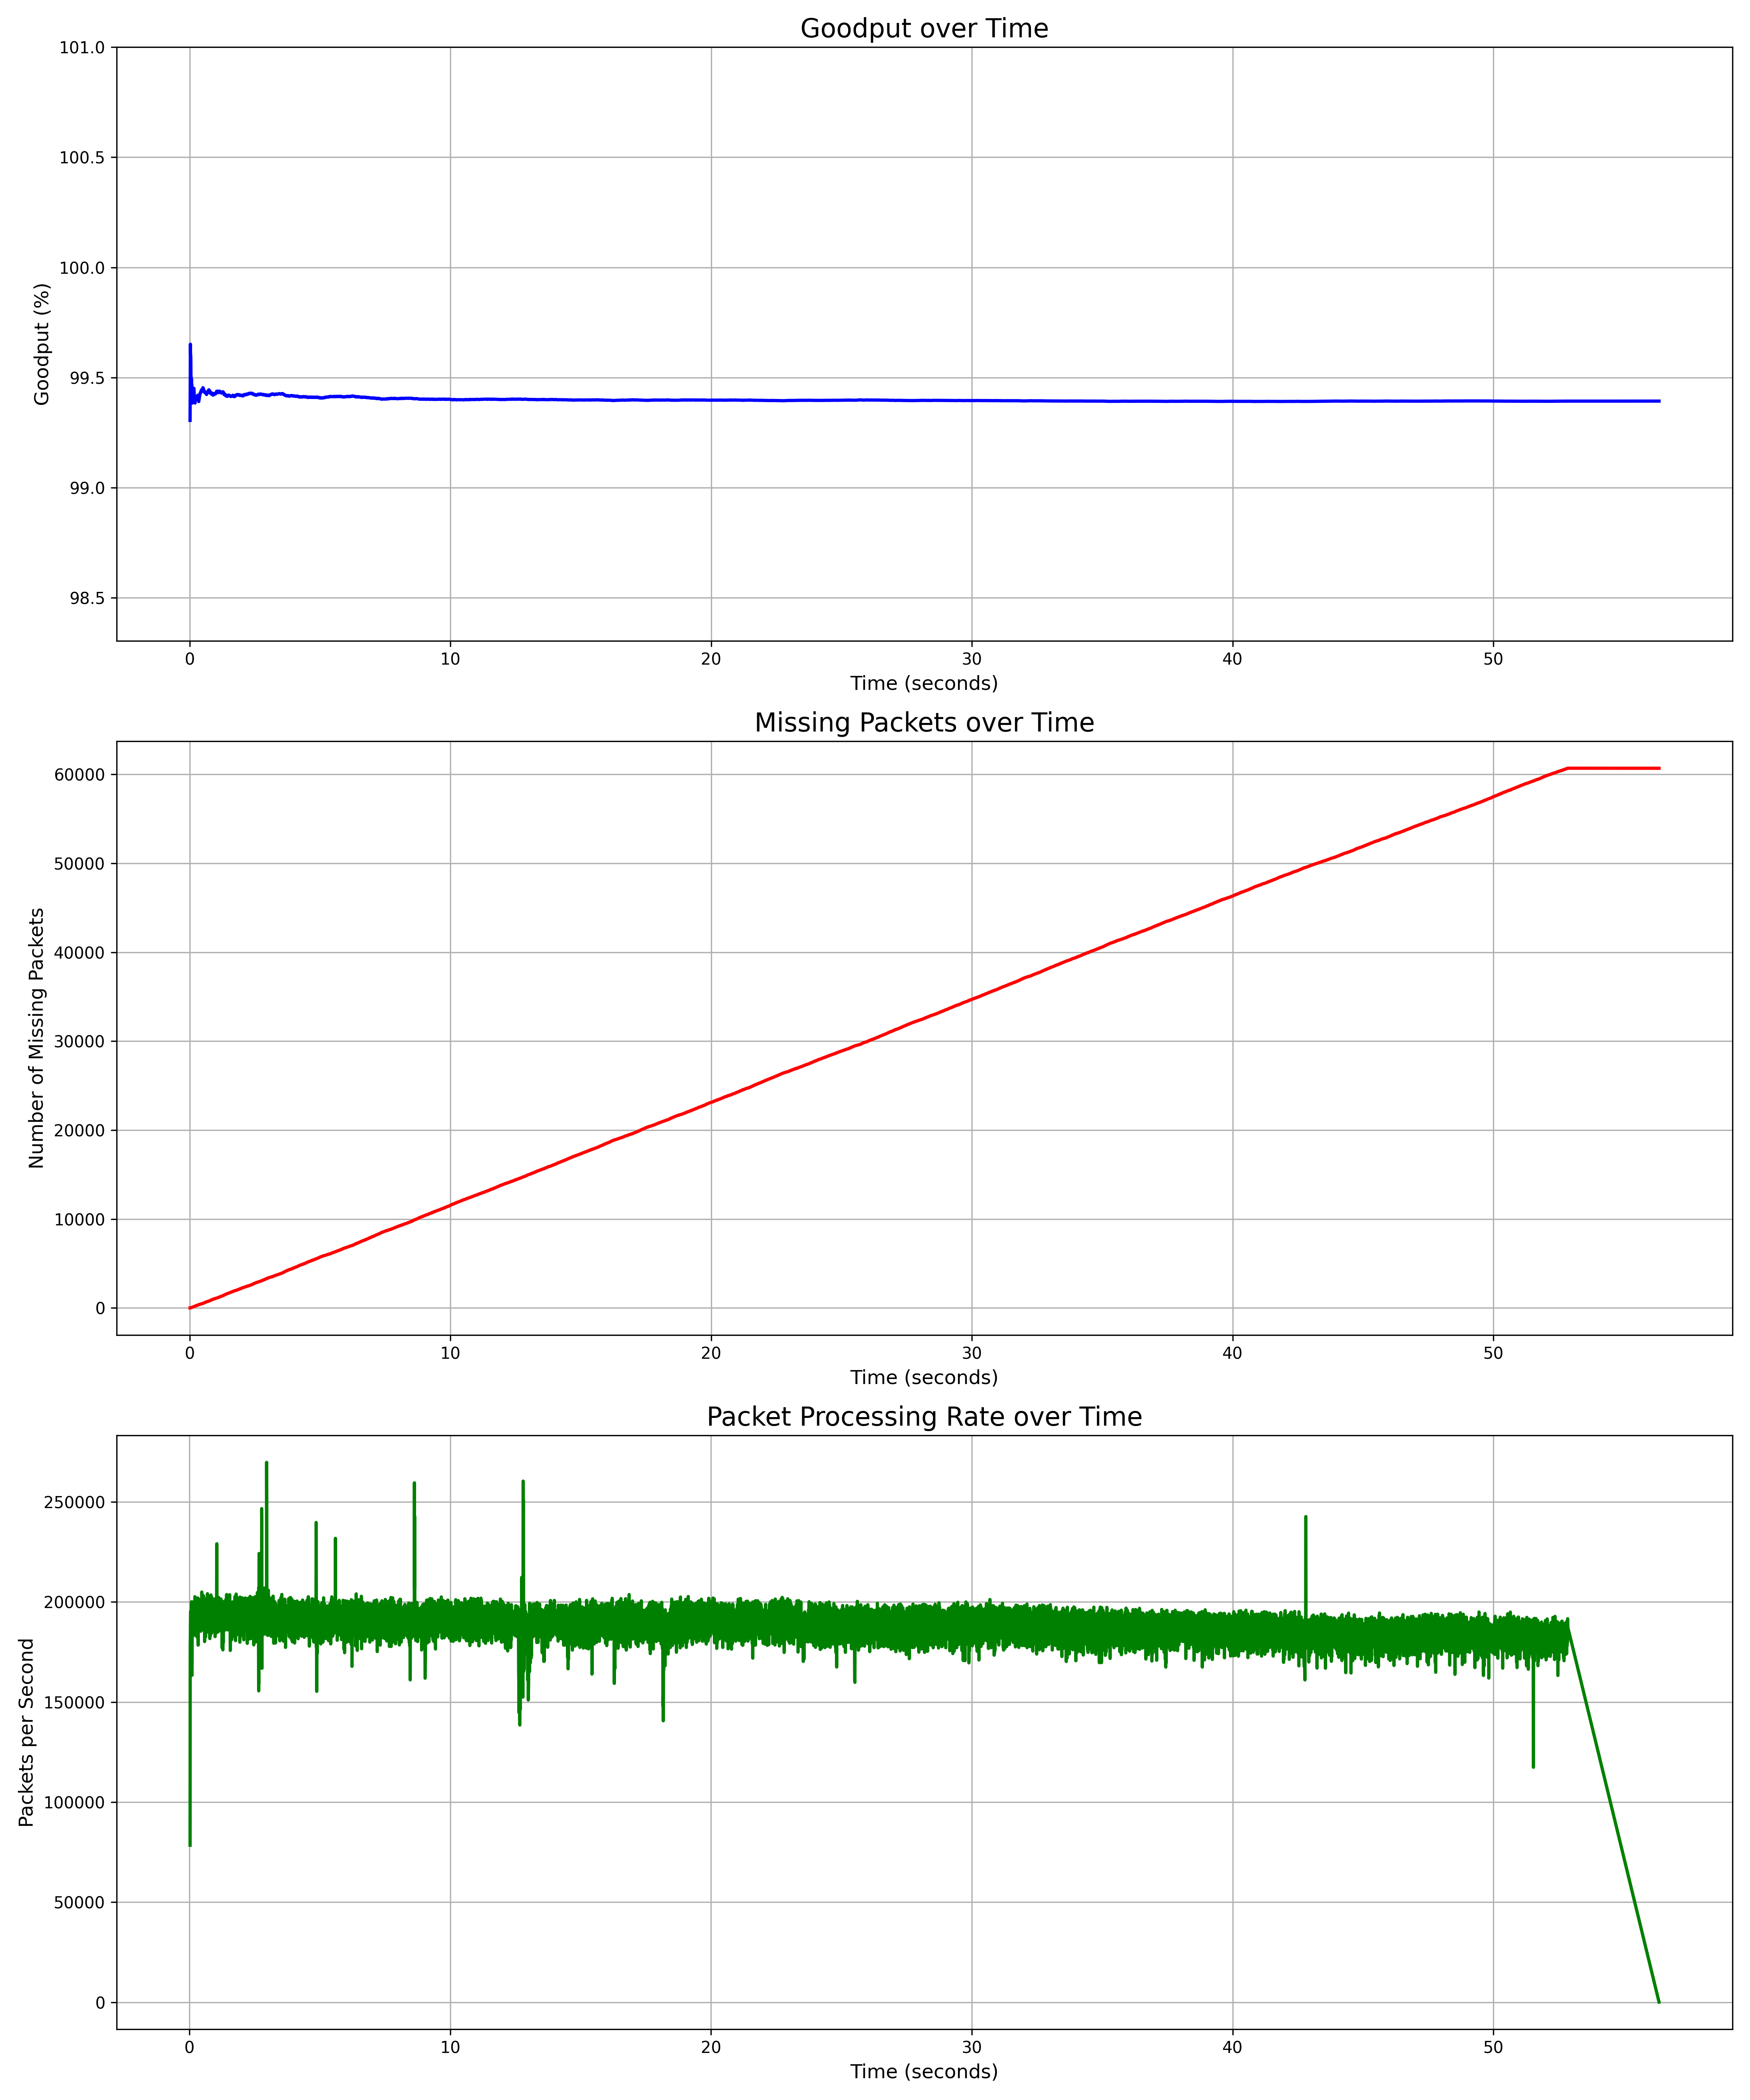 Goodput over Time
101.0
100.5
100.0
99.5
99.0
98.5
Goodput (%)
0 10 20 30 40 50
Time (seconds)
Missing Packets over Time
60000
50000
40000
30000
20000
10000
0
Number of Missing Packets
0 10 20 30 40 50
Time (seconds)
Packet Processing Rate over Time
250000
200000
150000
100000
50000
0
Packets per Second
0 10 20 30 40 50
Time (seconds)